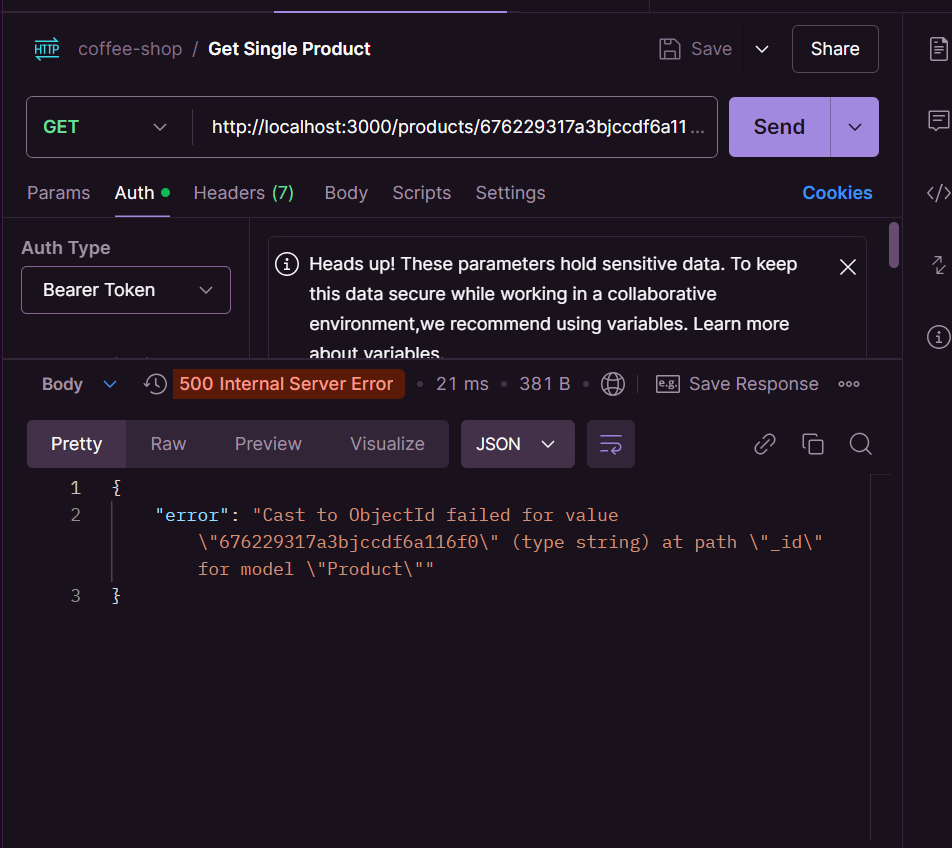 HTTP coffee-shop / Get Single Product Save Share
GET http://localhost:3000/products/676229317a3bjccdf6a11 ... Send
Params Auth Headers (7) Body Scripts Settings Cookies
Auth Type
Bearer Token
Heads up! These parameters hold sensitive data. To keep
this data secure while working in a collaborative
environment,we recommend using variables. Learn more
about variables.
Body 500 Internal Server Error • 21 ms • 381 B • e.g. Save Response
Pretty Raw Preview Visualize JSON
1 {
2 "error": "Cast to ObjectId failed for value
\"676229317a3bjccdf6a116f0\" (type string) at path \"_id\"
for model \"Product\""
3 }